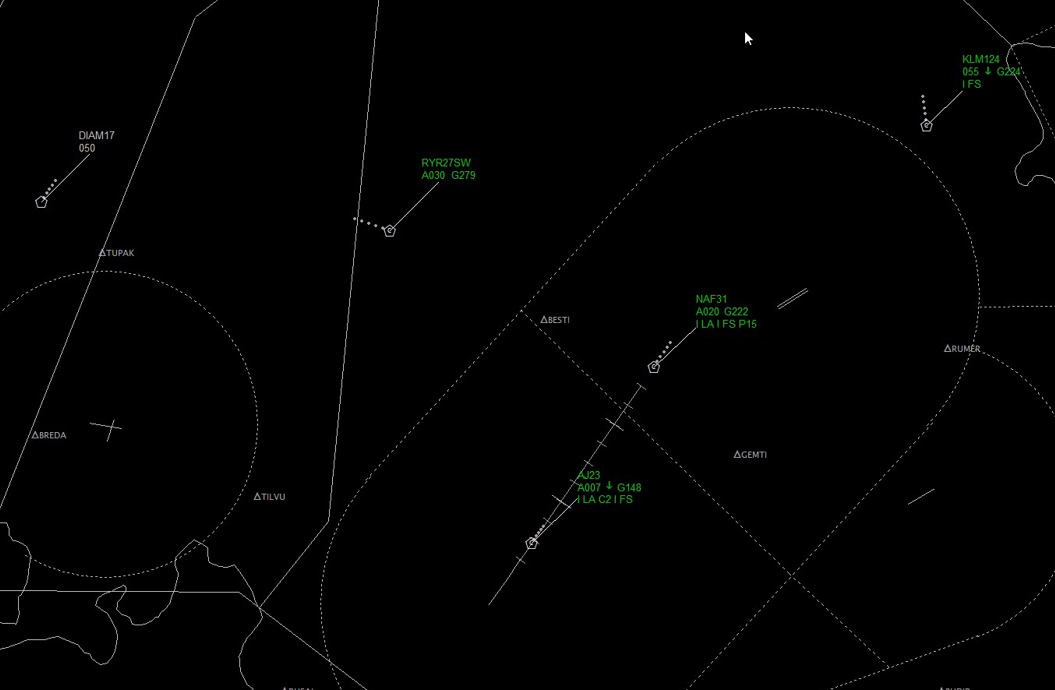 KLM124
055 ↓ G224
I FS
DIAM17
050
RYR27SW
A030 G279
△TUPAK
NAF31
A020 G222
I LA I FS P15
△BESTI
△RUMER
△BREDA
△GEMTI
AJ23
A007 ↓ G148
I LA C2 I FS
△TILVU